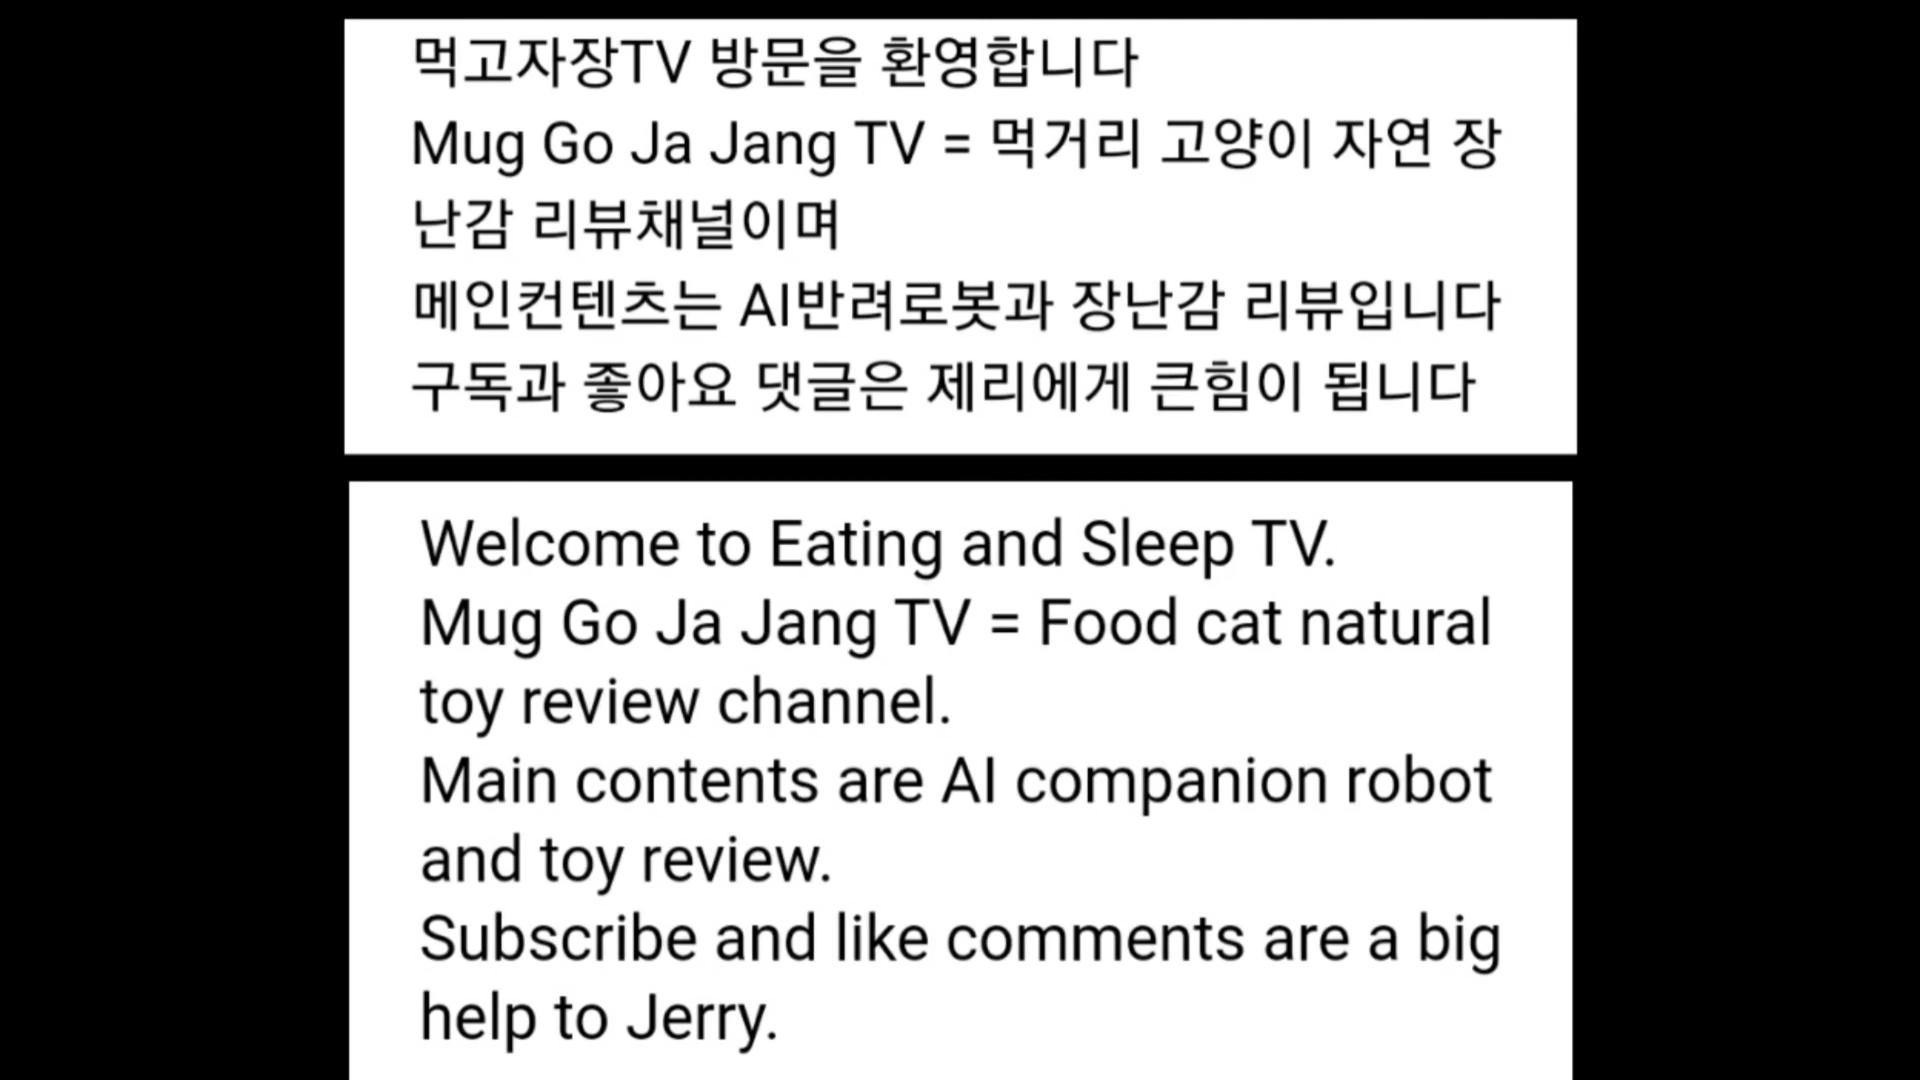 먹고자장TV 방문을 환영합니다
Mug Go Ja Jang TV = 먹거리 고양이 자연 장
난감 리뷰채널이며
메인컨텐츠는 AI반려로봇과 장난감 리뷰입니다
구독과 좋아요 댓글은 제리에게 큰힘이 됩니다
Welcome to Eating and Sleep TV.
Mug Go Ja Jang TV = Food cat natural
toy review channel.
Main contents are AI companion robot
and toy review.
Subscribe and like comments are a big
help to Jerry.